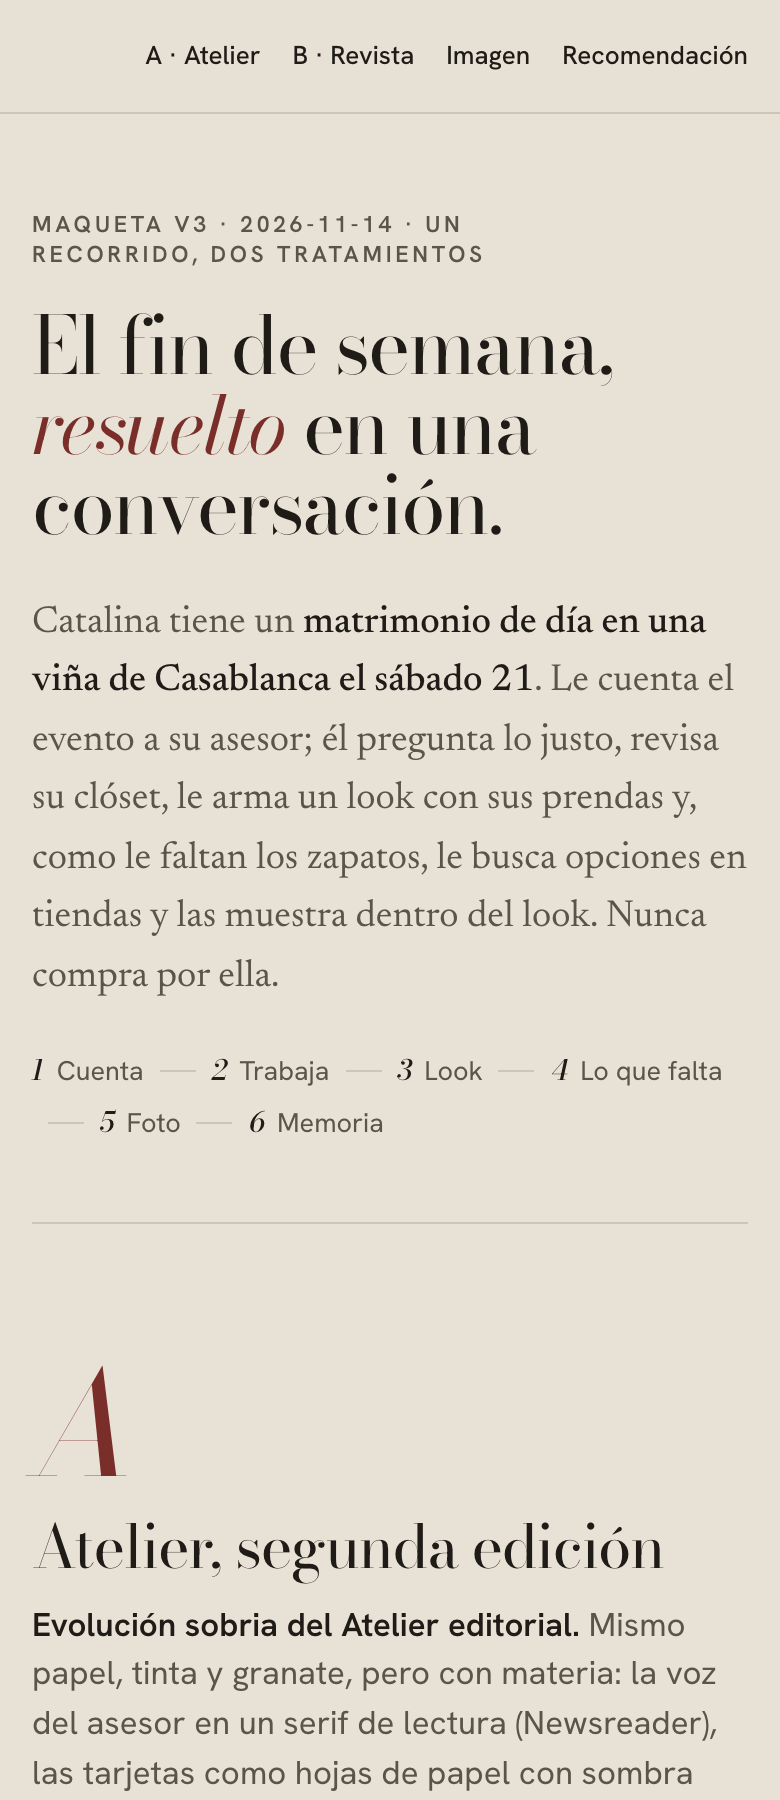 A · Atelier B · Revista Imagen Recomendación
MAQUETA V3 · 2026-11-14 · UN
RECORRIDO, DOS TRATAMIENTOS
El fin de semana,
resuelto en una
conversación.
Catalina tiene un matrimonio de día en una
viña de Casablanca el sábado 21. Le cuenta el
evento a su asesor; él pregunta lo justo, revisa
su clóset, le arma un look con sus prendas y,
como le faltan los zapatos, le busca opciones en
tiendas y las muestra dentro del look. Nunca
compra por ella.
1 Cuenta — 2 Trabaja — 3 Look — 4 Lo que falta
— 5 Foto — 6 Memoria
A
Atelier, segunda edición
Evolución sobria del Atelier editorial. Mismo
papel, tinta y granate, pero con materia: la voz
del asesor en un serif de lectura (Newsreader),
las tarjetas como hojas de papel con sombra